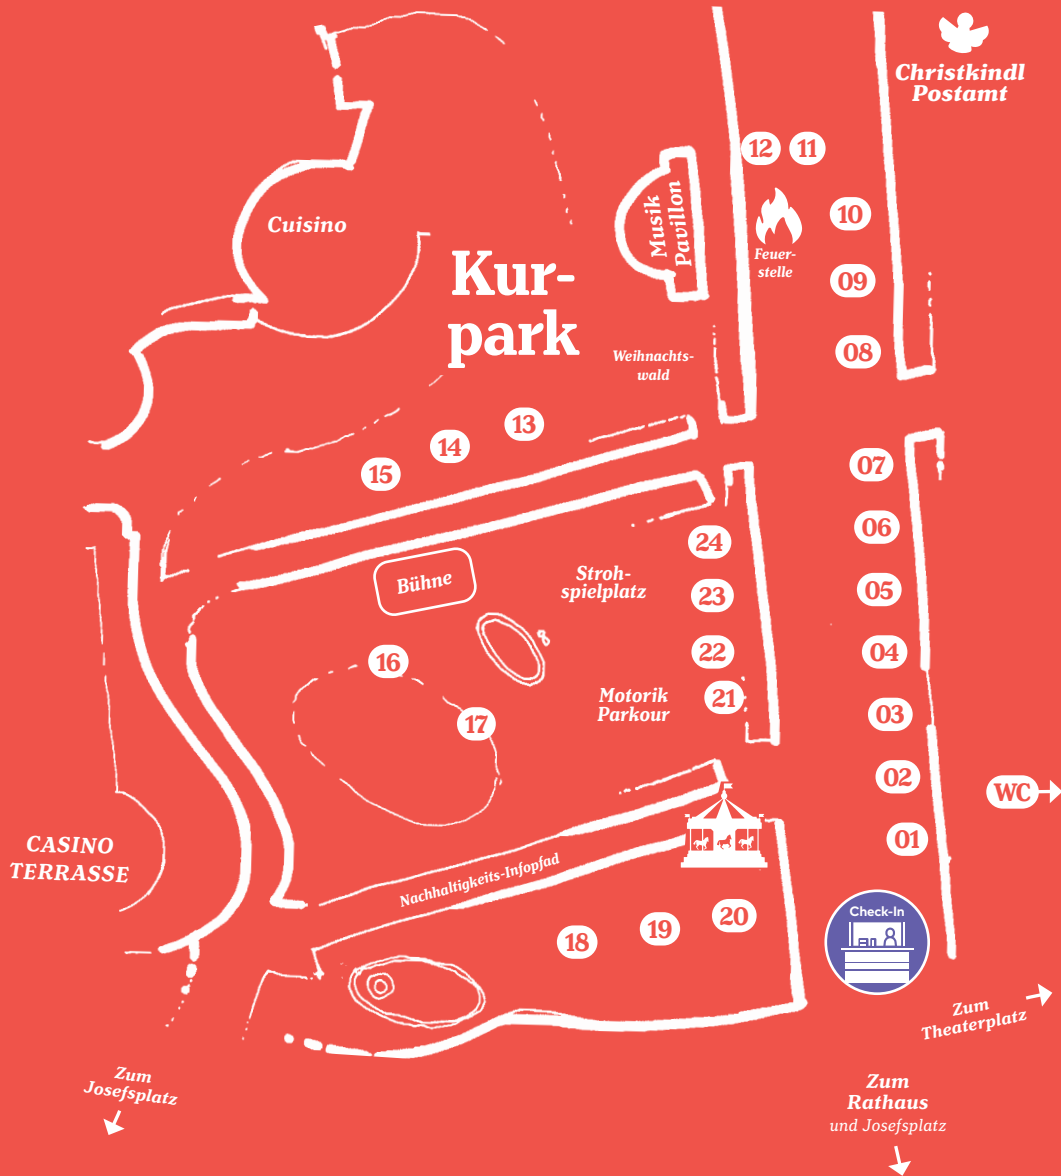 Christkindl
Postamt
12
11
10
Musik
Pavillon
Cuisino
Feuer-
stelle
09
Kur-
park
08
Weihnachts-
wald
13
14
15
07
06
24
Bühne
Stroh-
spielplatz
05
23
22
04
16
21
Motorik
Parkour
03
17
02
WC
01
CASINO
TERRASSE
Nachhaltigkeits-Infopfad
Check-In
20
19
18
Zum
Theaterplatz
Zum
Josefsplatz
Zum
Rathaus
und Josefsplatz